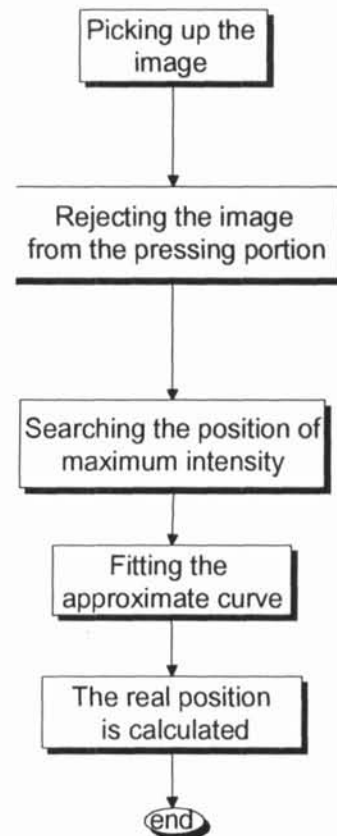 Picking up the
image
Rejecting the image
from the pressing portion
Searching the position of
maximum intensity
Fitting the
approximate curve
The real position
is calculated
end